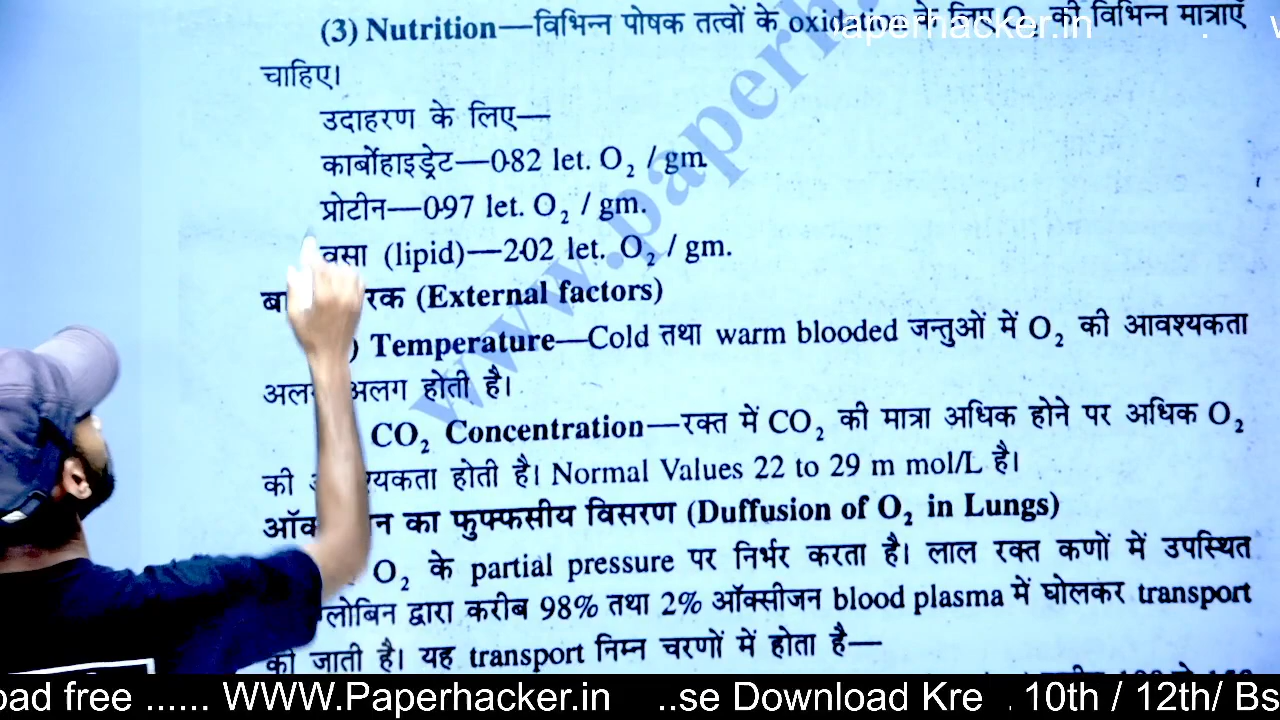 (3) Nutrition—विभिन्न पोषक तत्वों के oxidation के लिए O₂ की विभिन्न मात्राएँ
paperhacker.in
चाहिए।
उदाहरण के लिए—
कार्बोहाइड्रेट—0.82 let. O₂ / gm.
प्रोटीन—0.97 let. O₂ / gm.
वसा (lipid)—2.02 let. O₂ / gm.
रक (External factors)
) Temperature—Cold तथा warm blooded जन्तुओं में O₂ की आवश्यकता
अलग होती है।
CO₂ Concentration—रक्त में CO₂ की मात्रा अधिक होने पर अधिक O₂
की यकता होती है। Normal Values 22 to 29 m mol/L है।
न का फुफ्फसीय विसरण (Duffusion of O₂ in Lungs)
O₂ के partial pressure पर निर्भर करता है। लाल रक्त कणों में उपस्थित
ग्लोबिन द्वारा करीब 98% तथा 2% ऑक्सीजन blood plasma में घोलकर transport
की जाती है। यह transport निम्न चरणों में होता है—
www.paperh
oad free ...... WWW.Paperhacker.in ..se Download Kre . 10th / 12th/ Bs